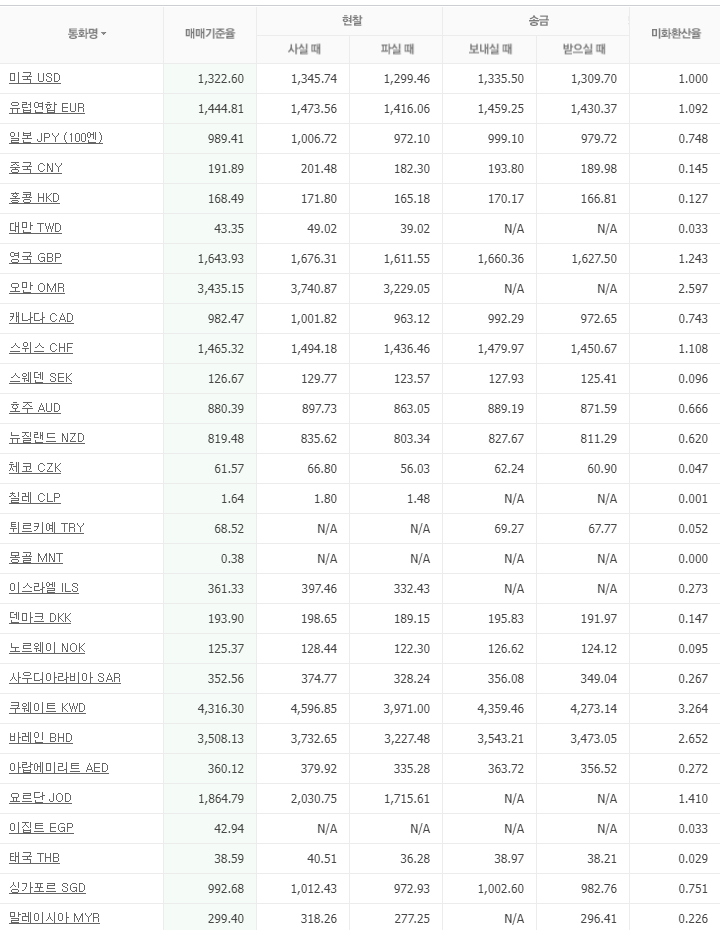 통화명 매매기준율 현찰 송금 미화환산율
사실 때 파실 때 보내실 때 받으실 때
미국 USD 1,322.60 1,345.74 1,299.46 1,335.50 1,309.70 1.000
유럽연합 EUR 1,444.81 1,473.56 1,416.06 1,459.25 1,430.37 1.092
일본 JPY (100엔) 989.41 1,006.72 972.10 999.10 979.72 0.748
중국 CNY 191.89 201.48 182.30 193.80 189.98 0.145
홍콩 HKD 168.49 171.80 165.18 170.17 166.81 0.127
대만 TWD 43.35 49.02 39.02 N/A N/A 0.033
영국 GBP 1,643.93 1,676.31 1,611.55 1,660.36 1,627.50 1.243
오만 OMR 3,435.15 3,740.87 3,229.05 N/A N/A 2.597
캐나다 CAD 982.47 1,001.82 963.12 992.29 972.65 0.743
스위스 CHF 1,465.32 1,494.18 1,436.46 1,479.97 1,450.67 1.108
스웨덴 SEK 126.67 129.77 123.57 127.93 125.41 0.096
호주 AUD 880.39 897.73 863.05 889.19 871.59 0.666
뉴질랜드 NZD 819.48 835.62 803.34 827.67 811.29 0.620
체코 CZK 61.57 66.80 56.03 62.24 60.90 0.047
칠레 CLP 1.64 1.80 1.48 N/A N/A 0.001
튀르키예 TRY 68.52 N/A N/A 69.27 67.77 0.052
몽골 MNT 0.38 N/A N/A N/A N/A 0.000
이스라엘 ILS 361.33 397.46 332.43 N/A N/A 0.273
덴마크 DKK 193.90 198.65 189.15 195.83 191.97 0.147
노르웨이 NOK 125.37 128.44 122.30 126.62 124.12 0.095
사우디아라비아 SAR 352.56 374.77 328.24 356.08 349.04 0.267
쿠웨이트 KWD 4,316.30 4,596.85 3,971.00 4,359.46 4,273.14 3.264
바레인 BHD 3,508.13 3,732.65 3,227.48 3,543.21 3,473.05 2.652
아랍에미리트 AED 360.12 379.92 335.28 363.72 356.52 0.272
요르단 JOD 1,864.79 2,030.75 1,715.61 N/A N/A 1.410
이집트 EGP 42.94 N/A N/A N/A N/A 0.033
태국 THB 38.59 40.51 36.28 38.97 38.21 0.029
싱가포르 SGD 992.68 1,012.43 972.93 1,002.60 982.76 0.751
말레이시아 MYR 299.40 318.26 277.25 N/A 296.41 0.226